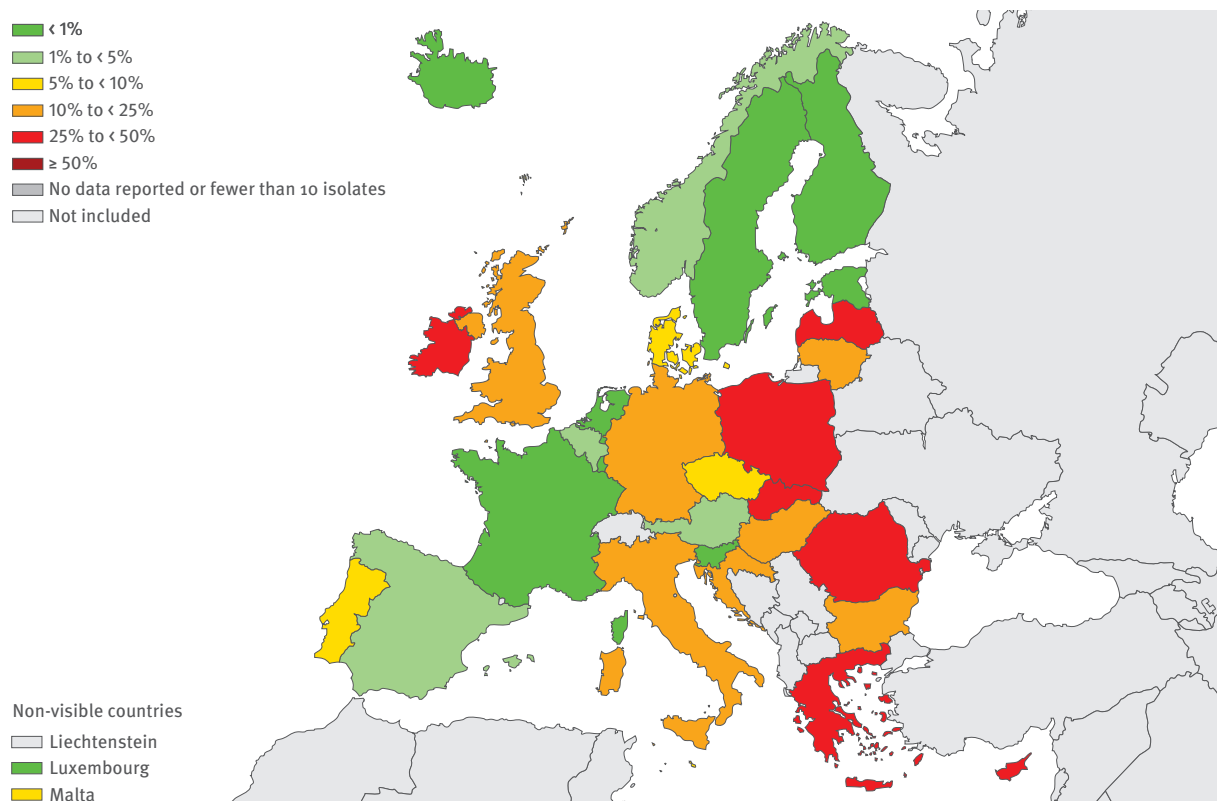 < 1%
1% to < 5%
5% to < 10%
10% to < 25%
25% to < 50%
≥ 50%
No data reported or fewer than 10 isolates
Not included
Non-visible countries
Liechtenstein
Luxembourg
Malta